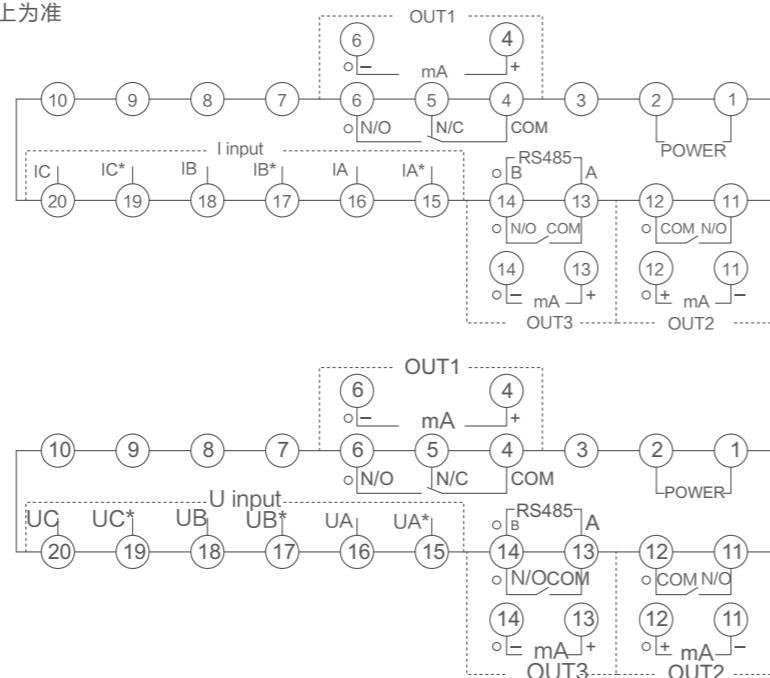 上为准
OUT1
6 4
− mA +
10 9 8 7 6 5 4 3 2 1
N/O N/C COM
POWER
I input
IC IC* IB IB* IA IA*
RS485
B A
20 19 18 17 16 15 14 13 12 11
N/O COM COM N/O
14 13 12 11
− mA + + mA −
OUT3 OUT2
OUT1
6 4
− mA +
10 9 8 7 6 5 4 3 2 1
N/O N/C COM
POWER
U input
UC UC* UB UB* UA UA*
RS485
B A
20 19 18 17 16 15 14 13 12 11
N/O COM COM N/O
14 13 12 11
− mA + + mA −
OUT3 OUT2